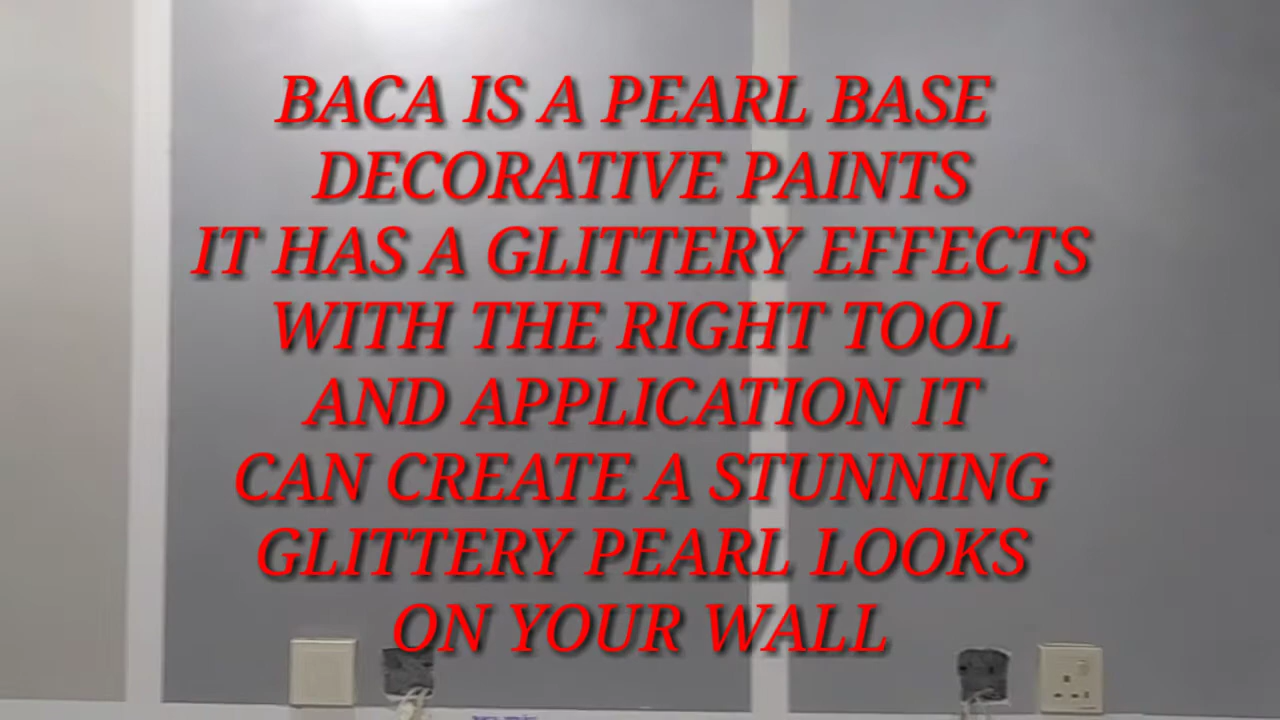 BACA IS A PEARL BASE
DECORATIVE PAINTS
IT HAS A GLITTERY EFFECTS
WITH THE RIGHT TOOL
AND APPLICATION IT
CAN CREATE A STUNNING
GLITTERY PEARL LOOKS
ON YOUR WALL